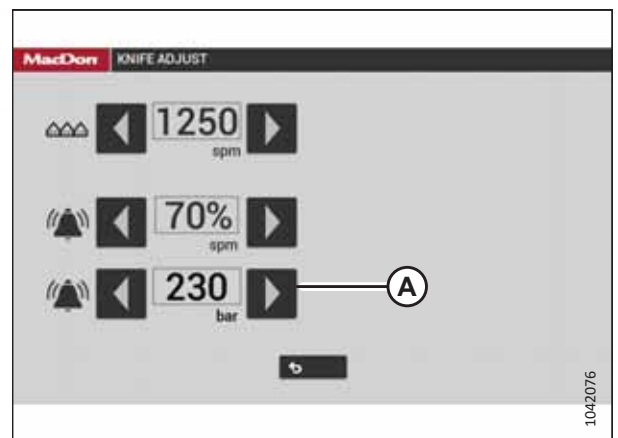 MacDon KNIFE ADJUST
1250
spm
70%
spm
230
bar
A
1042076